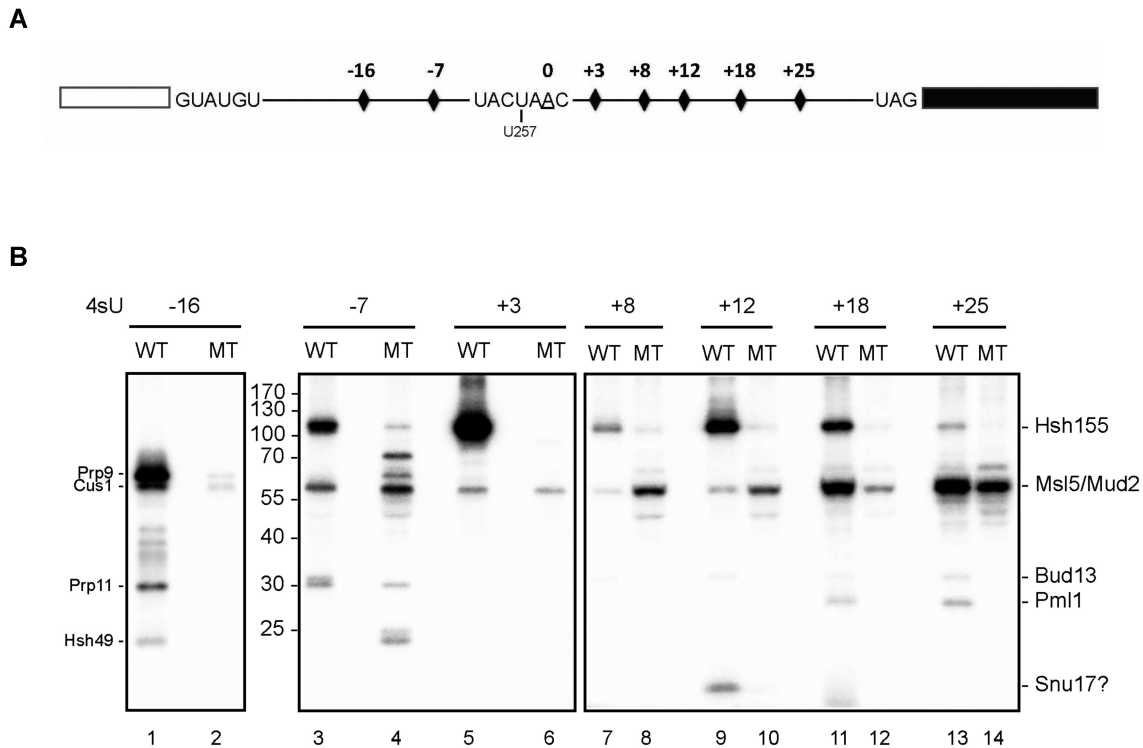 A
-16 -7 0 +3 +8 +12 +18 +25
GUAUGU UACUAAC UAG
U257
B
4sU -16 -7 +3 +8 +12 +18 +25
WT MT WT MT WT MT WT MT WT MT WT MT WT MT
170
130
100
70
55
40
30
25
Prp9
Cus1
Prp11
Hsh49
Hsh155
Msl5/Mud2
Bud13
Pml1
Snu17?
1 2 3 4 5 6 7 8 9 10 11 12 13 14